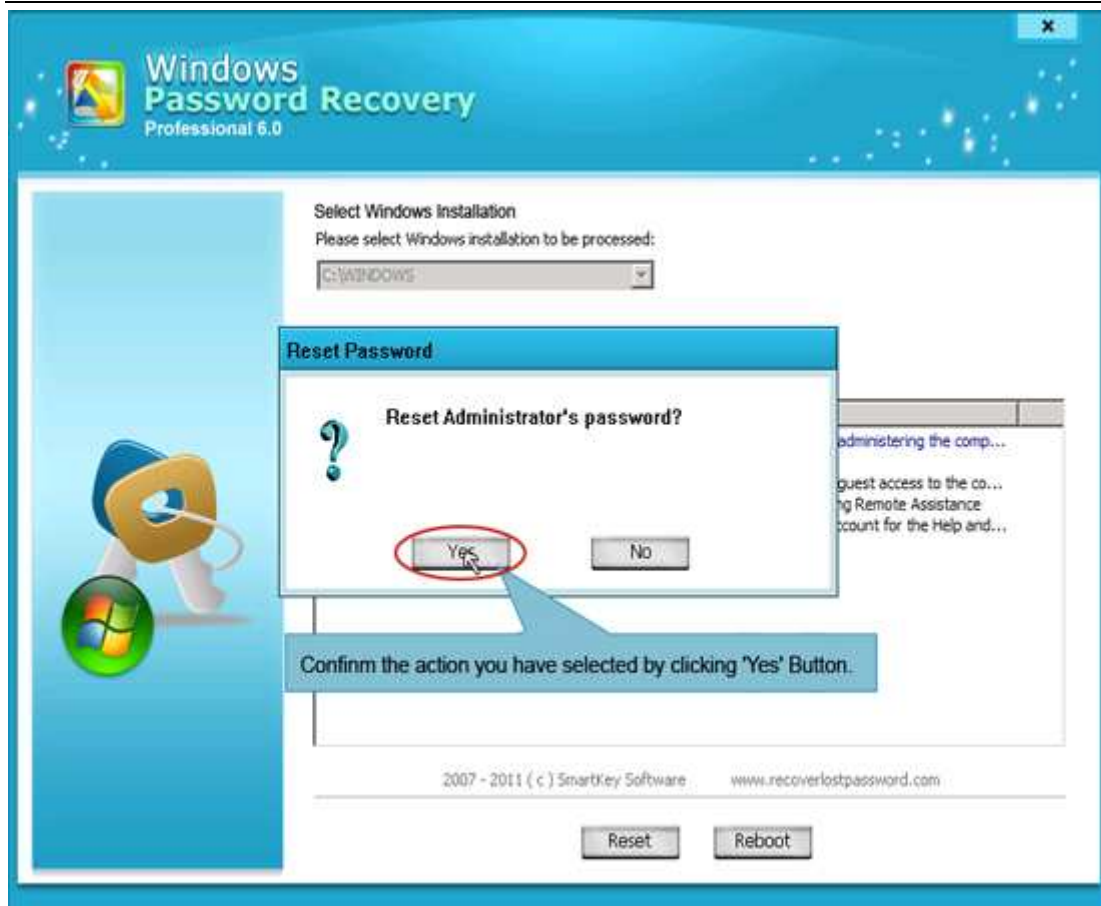 x
Windows
Password Recovery
Professional 6.0
Select Windows Installation
Please select Windows installation to be processed:
C:\WINDOWS
Reset Password
Reset Administrator's password?
Yes
No
administering the comp...
guest access to the co...
ng Remote Assistance
ccount for the Help and...
Confinm the action you have selected by clicking 'Yes' Button.
2007 - 2011 ( c ) SmartKey Software www.recoverlostpassword.com
Reset
Reboot